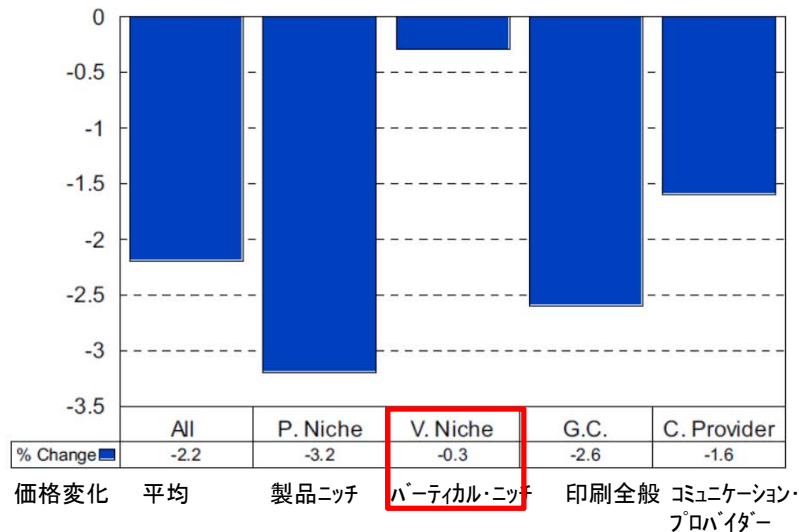 0
-0.5
-1
-1.5
-2
-2.5
-3
-3.5
All P. Niche V. Niche G.C. C. Provider
% Change -2.2 -3.2 -0.3 -2.6 -1.6
価格変化 平均 製品ニッチ バーティカル・ニッチ 印刷全般 コミュニケーション・
プロバイダー